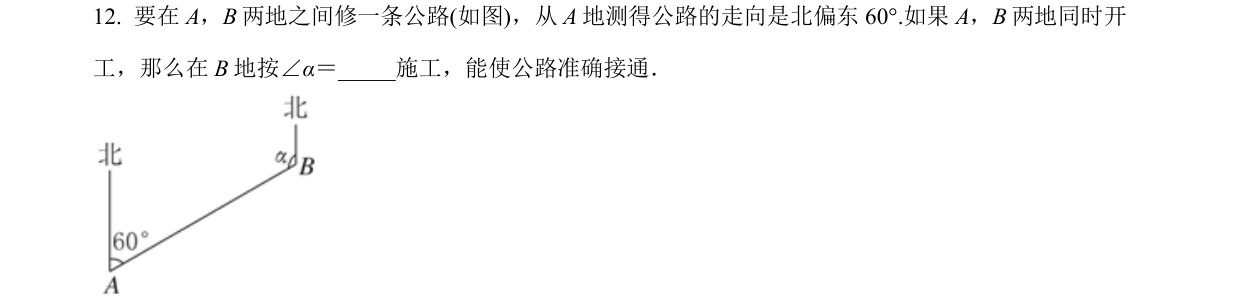 12. 要在 A，B 两地之间修一条公路(如图)，从 A 地测得公路的走向是北偏东 60°.如果 A，B 两地同时开
工，那么在 B 地按∠α＝_____施工，能使公路准确接通．
北
北
α
B
60°
A